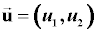 u⃗ = (u₁, u₂)